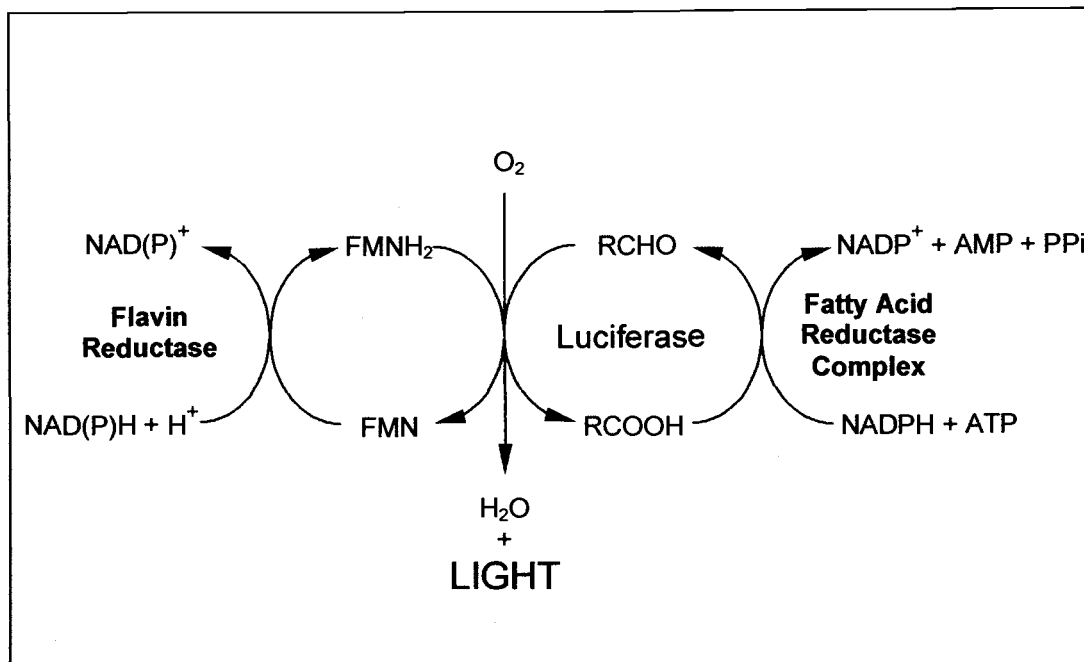 O₂
NAD(P)⁺
FMNH₂
RCHO
NADP⁺ + AMP + PPi
Flavin
Reductase
Luciferase
Fatty Acid
Reductase
Complex
NAD(P)H + H⁺
FMN
RCOOH
NADPH + ATP
H₂O
+
LIGHT